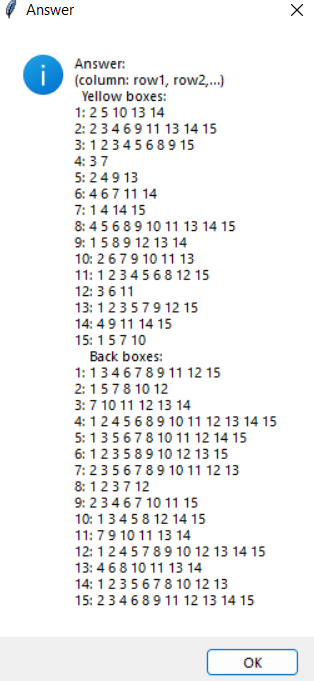 Answer
Answer:
(column: row1, row2,...)
Yellow boxes:
1: 2 5 10 13 14
2: 2 3 4 6 9 11 13 14 15
3: 1 2 3 4 5 6 8 9 15
4: 3 7
5: 2 4 9 13
6: 4 6 7 11 14
7: 1 4 14 15
8: 4 5 6 8 9 10 11 13 14 15
9: 1 5 8 9 12 13 14
10: 2 6 7 9 10 11 13
11: 1 2 3 4 5 6 8 12 15
12: 3 6 11
13: 1 2 3 5 7 9 12 15
14: 4 9 11 14 15
15: 1 5 7 10
Back boxes:
1: 1 3 4 6 7 8 9 11 12 15
2: 1 5 7 8 10 12
3: 7 10 11 12 13 14
4: 1 2 4 5 6 8 9 10 11 12 13 14 15
5: 1 3 5 6 7 8 10 11 12 14 15
6: 1 2 3 5 8 9 10 12 13 15
7: 2 3 5 6 7 8 9 10 11 12 13
8: 1 2 3 7 12
9: 2 3 4 6 7 10 11 15
10: 1 3 4 5 8 12 14 15
11: 7 9 10 11 13 14
12: 1 2 4 5 7 8 9 10 12 13 14 15
13: 4 6 8 10 11 13 14
14: 1 2 3 5 6 7 8 10 12 13
15: 2 3 4 6 8 9 11 12 13 14 15
OK